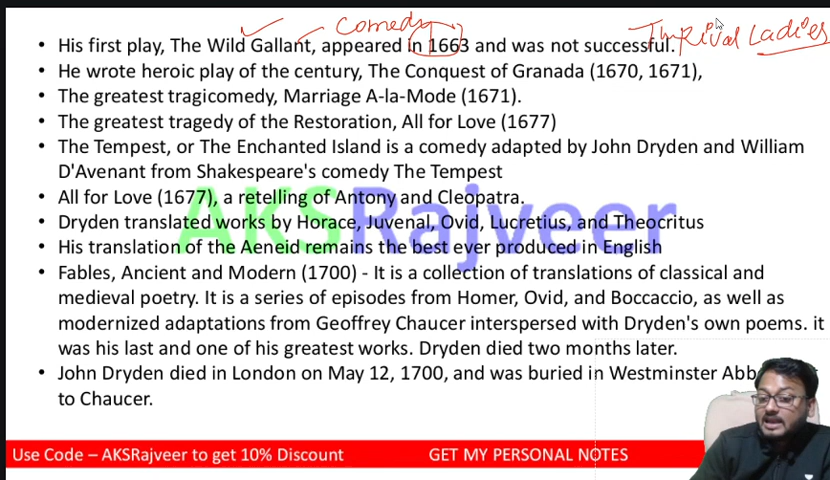 Comedy
The Rival Ladies
• His first play, The Wild Gallant, appeared in 1663 and was not successful.
• He wrote heroic play of the century, The Conquest of Granada (1670, 1671),
• The greatest tragicomedy, Marriage A-la-Mode (1671).
• The greatest tragedy of the Restoration, All for Love (1677)
• The Tempest, or The Enchanted Island is a comedy adapted by John Dryden and William
D'Avenant from Shakespeare's comedy The Tempest
• All for Love (1677), a retelling of Antony and Cleopatra.
AKSRajveer
• Dryden translated works by Horace, Juvenal, Ovid, Lucretius, and Theocritus
• His translation of the Aeneid remains the best ever produced in English
• Fables, Ancient and Modern (1700) - It is a collection of translations of classical and
medieval poetry. It is a series of episodes from Homer, Ovid, and Boccaccio, as well as
modernized adaptations from Geoffrey Chaucer interspersed with Dryden's own poems. it
was his last and one of his greatest works. Dryden died two months later.
• John Dryden died in London on May 12, 1700, and was buried in Westminster
to Chaucer.
Use Code – AKSRajveer to get 10% Discount GET MY PERSONAL NOTES